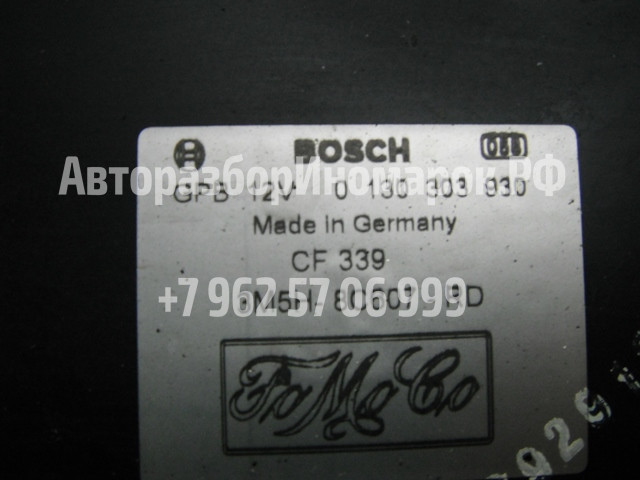 BOSCH
АвторазборИномарок.РФ
GPB 12V 0 130 303 930
Made in Germany
CF 339
+7 962 57 06 999
8C607
FoMoCo